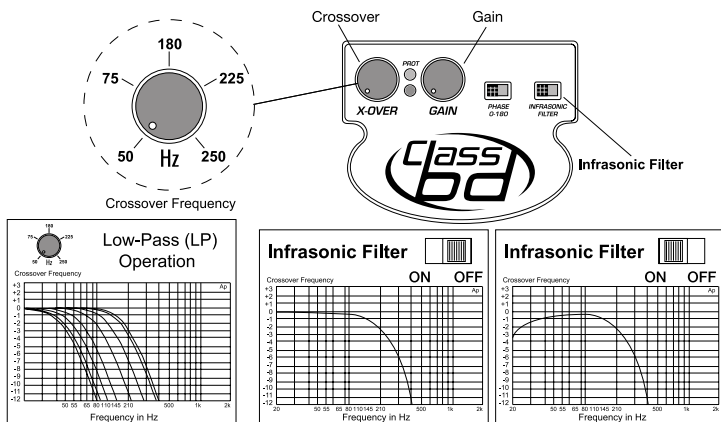 Crossover
Gain
180
75
225
50
Hz
250
Crossover Frequency
PROT
X-OVER
GAIN
PHASE
0-180
INFRASONIC
FILTER
Class
bd
Infrasonic Filter
180
75
225
50
Hz
250
Low-Pass (LP)
Operation
Crossover Frequency
Ap
+3
+2
+1
0
-1
-2
-3
-4
-5
-6
-7
-8
-9
-10
-11
-12
50 55 65 80 110 145 210 500 1k 2k
Frequency in Hz
Infrasonic Filter
ON OFF
Crossover Frequency
Ap
+3
+2
+1
0
-1
-2
-3
-4
-5
-6
-7
-8
-9
-10
-11
-12
20 50 55 65 80 110 145 210 500 1k 2k
Frequency in Hz
Infrasonic Filter
ON OFF
Crossover Frequency
Ap
+3
+2
+1
0
-1
-2
-3
-4
-5
-6
-7
-8
-9
-10
-11
-12
20 50 55 65 80 110 145 210 500 1k 2k
Frequency in Hz